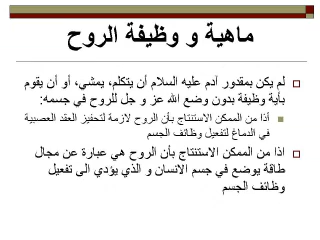 ماهية و وظيفة الروح
لم يكن بمقدور آدم عليه السلام أن يتكلم، يمشي، أو أن يقوم
بأية وظيفة بدون وضع الله عز و جل للروح في جسمه:
أذا من الممكن الاستنتاج بأن الروح لازمة لتحفيز العقد العصبية
في الدماغ لتفعيل وظائف الجسم
اذا من الممكن الاستنتاج بأن الروح هي عبارة عن مجال
طاقة يوضع في جسم الانسان و الذي يؤدي الى تفعيل
وظائف الجسم